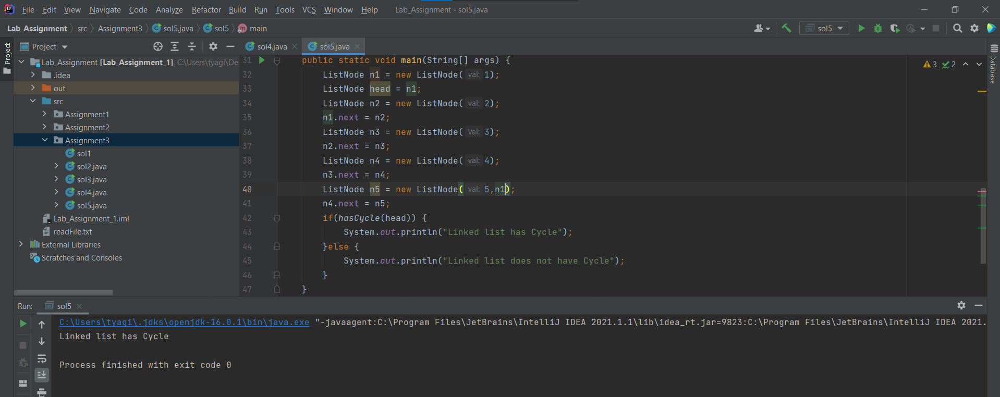 File Edit View Navigate Code Analyze Refactor Build Run Tools VCS Window Help Lab_Assignment - sol5.java
Lab_Assignment src Assignment3 sol5.java sol5 main
sol5
Project
Project
sol4.java sol5.java
Lab_Assignment [Lab_Assignment_1] C:\Users\tyagi\De
.idea
out
src
Assignment1
Assignment2
Assignment3
sol1
sol2.java
sol3.java
sol4.java
sol5.java
Lab_Assignment_1.iml
readFile.txt
External Libraries
Scratches and Consoles
3 2
Database
31 public static void main(String[] args) {
32 ListNode n1 = new ListNode( val: 1);
33 ListNode head = n1;
34 ListNode n2 = new ListNode( val: 2);
35 n1.next = n2;
36 ListNode n3 = new ListNode( val: 3);
37 n2.next = n3;
38 ListNode n4 = new ListNode( val: 4);
39 n3.next = n4;
40 ListNode n5 = new ListNode( val: 5,n1);
41 n4.next = n5;
42 if(hasCycle(head)) {
43 System.out.println("Linked list has Cycle");
44 }else {
45 System.out.println("Linked list does not have Cycle");
46 }
47 }
Run: sol5
C:\Users\tyagi\.jdks\openjdk-16.0.1\bin\java.exe "-javaagent:C:\Program Files\JetBrains\IntelliJ IDEA 2021.1.1\lib\idea_rt.jar=9823:C:\Program Files\JetBrains\IntelliJ IDEA 2021.
Linked list has Cycle
Process finished with exit code 0